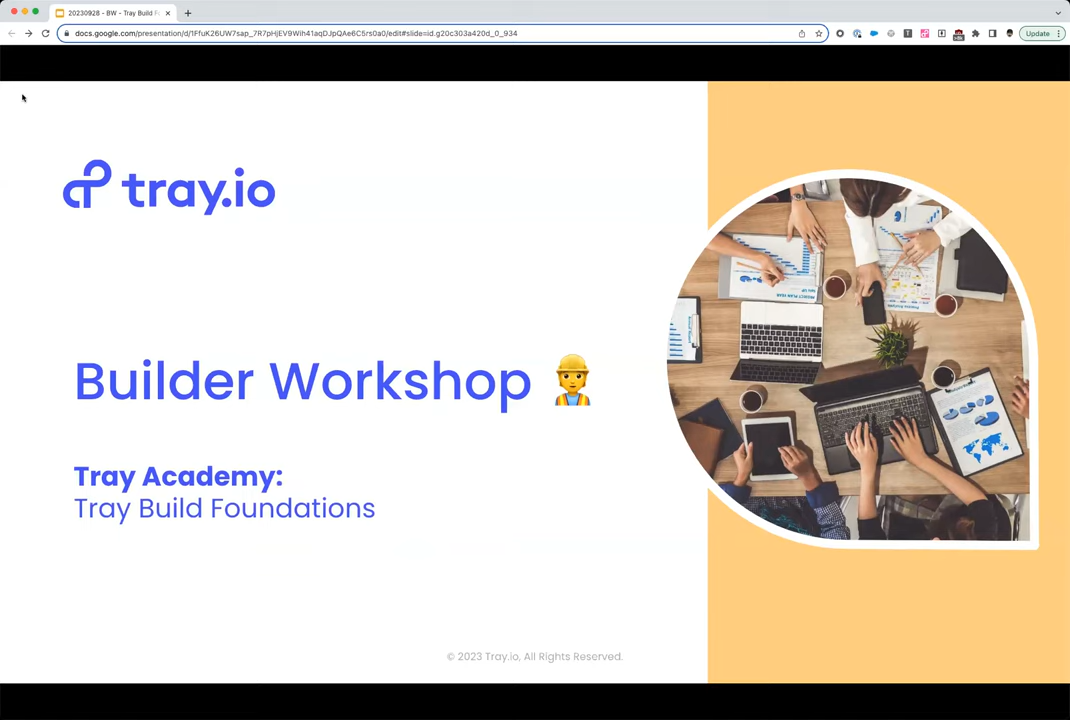 20230928 - BW - Tray Build F
docs.google.com/presentation/d/1FfuK26UW7sap_7R7pHjEV9Wih41aqDJpQAe6C5rs0a0/edit#slide=id.g20c303a420d_0_934
Update
tray.io
Builder Workshop
Tray Academy:
Tray Build Foundations
© 2023 Tray.io, All Rights Reserved.